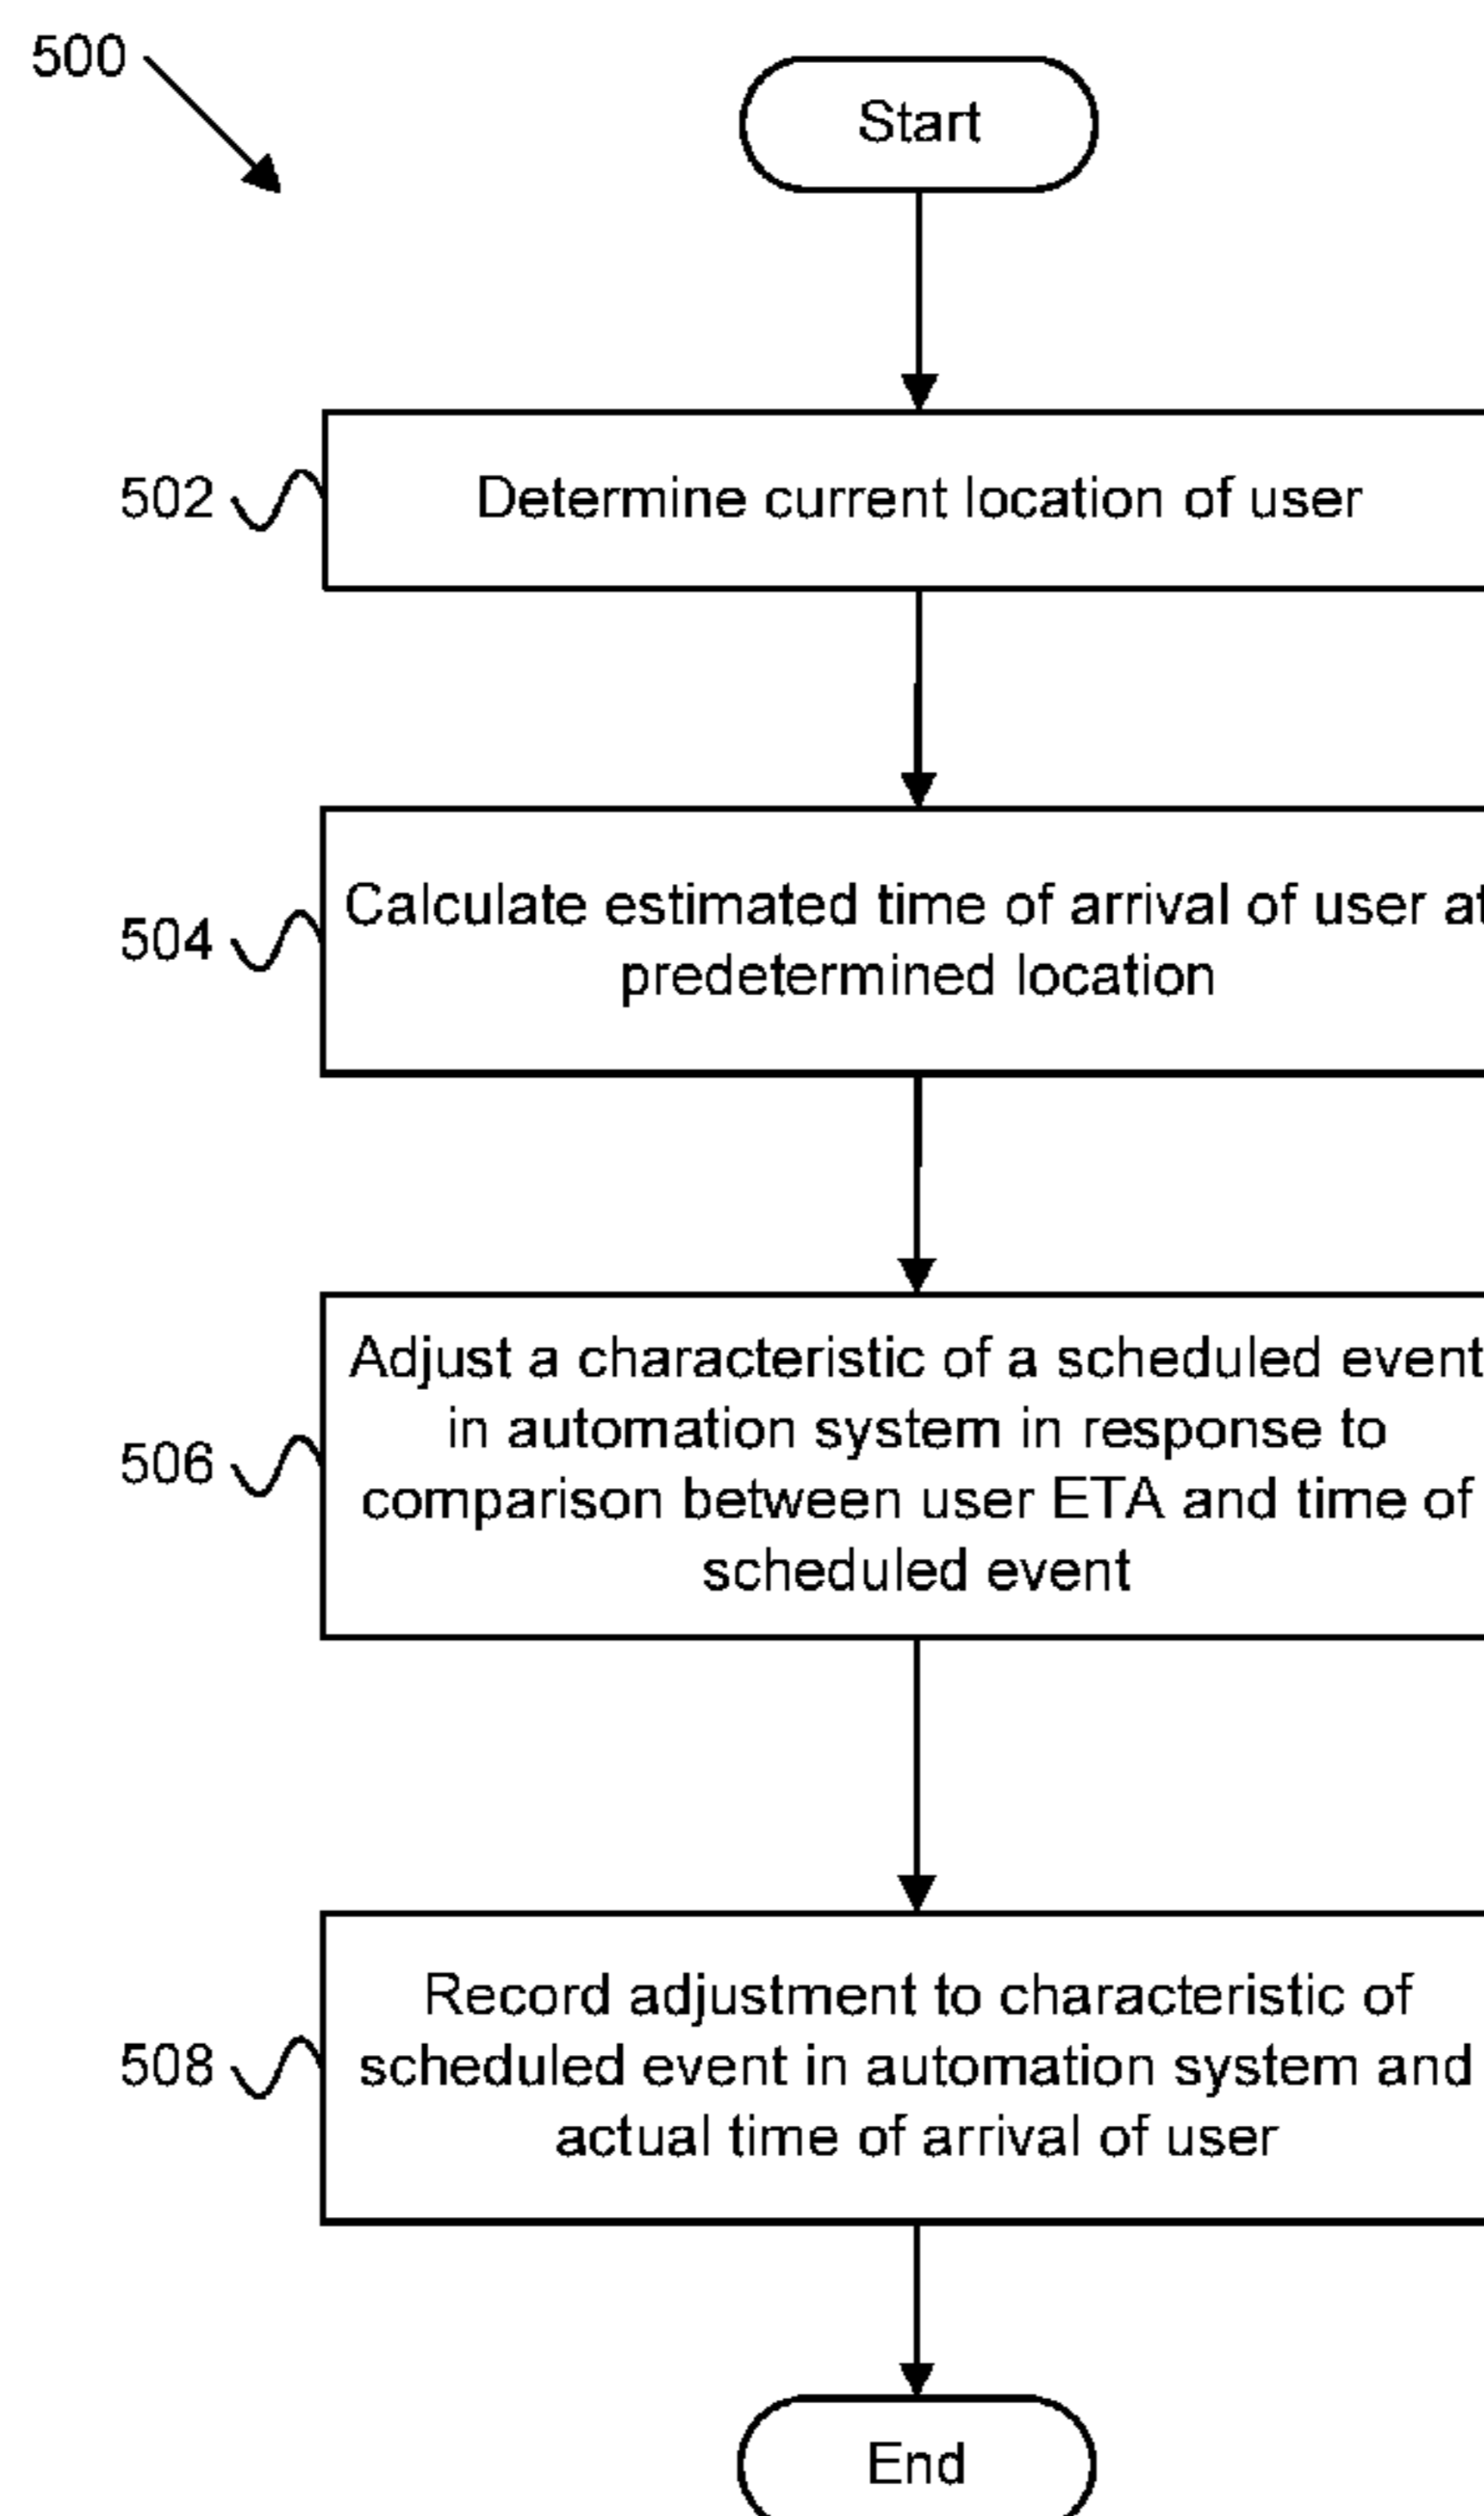 500
Start
502
Determine current location of user
504
Calculate estimated time of arrival of user at
predetermined location
506
Adjust a characteristic of a scheduled event
in automation system in response to
comparison between user ETA and time of
scheduled event
508
Record adjustment to characteristic of
scheduled event in automation system and
actual time of arrival of user
End